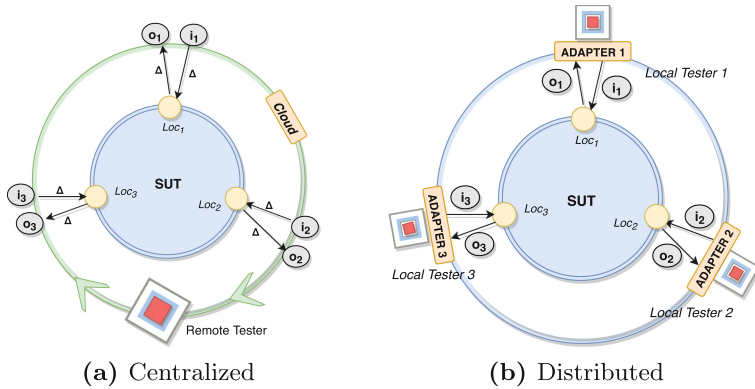 o1 i1
Δ Δ
Loc1
Cloud
SUT
i3 Δ Loc3
o3 Δ
Loc2
Δ i2
Δ o2
Remote Tester
(a) Centralized
ADAPTER 1
Local Tester 1
o1 i1
Loc1
SUT
ADAPTER 3
i3
o3
Loc3
Local Tester 3
Loc2
i2
o2
ADAPTER 2
Local Tester 2
(b) Distributed